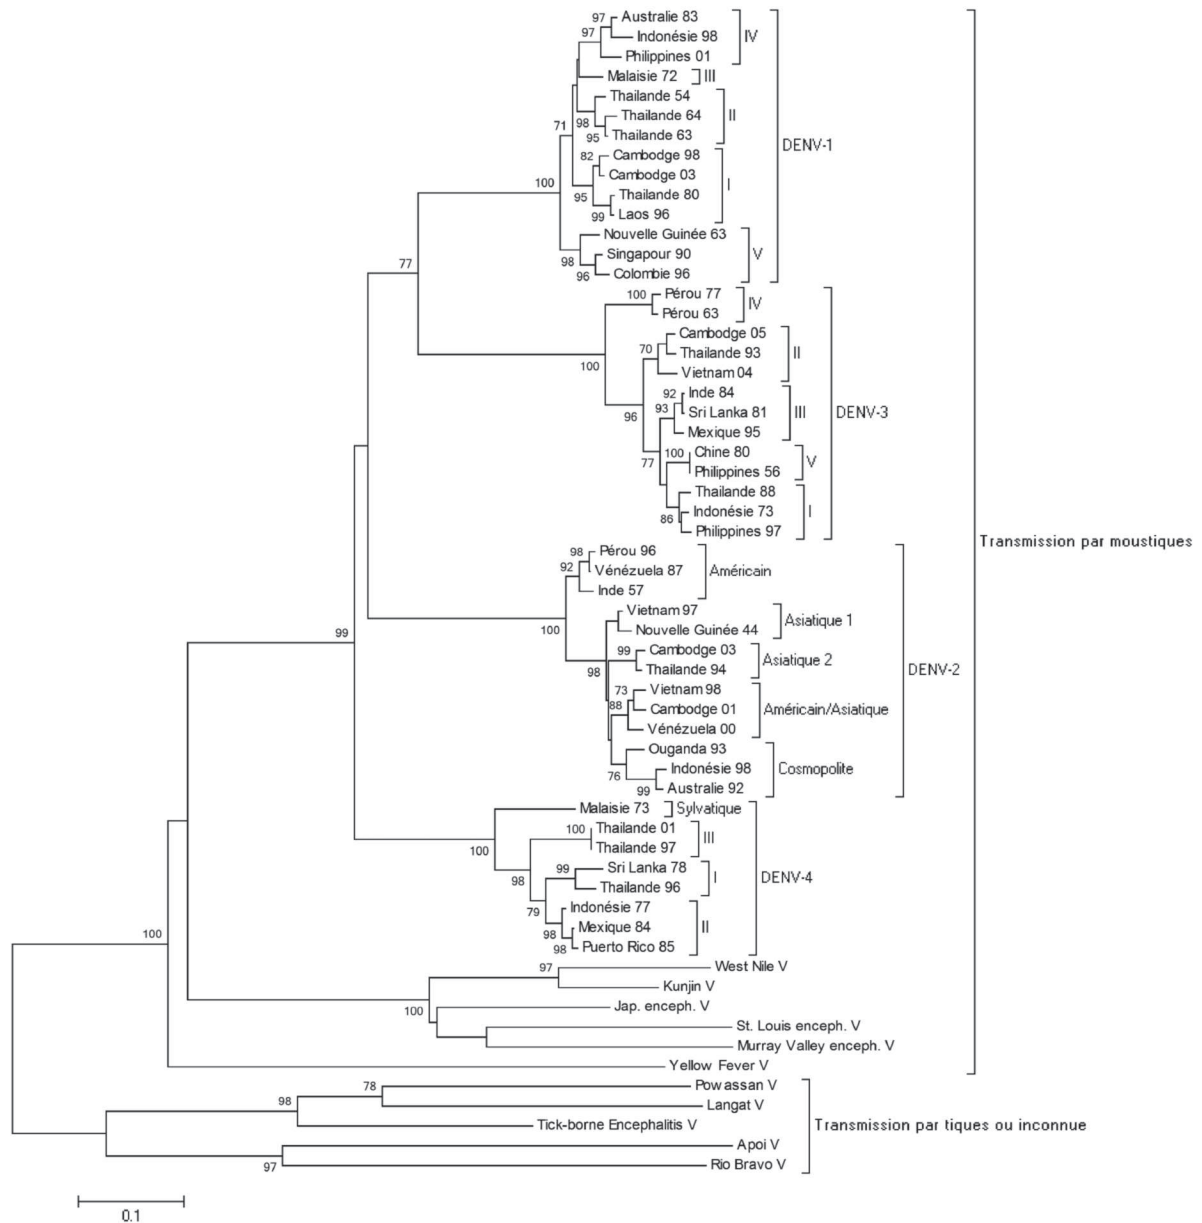 97
Australie 83
97
Indonésie 98
IV
Philippines 01
Malaisie 72
III
Thailande 54
98
Thailande 64
II
95
Thailande 63
71
DENV-1
82
Cambodge 98
Cambodge 03
I
95
Thailande 80
99
Laos 96
100
Nouvelle Guinée 63
98
Singapour 90
V
96
Colombie 96
77
100
Pérou 77
IV
Pérou 63
Cambodge 05
70
Thailande 93
II
Vietnam 04
100
92
Inde 84
93
Sri Lanka 81
III
DENV-3
96
Mexique 95
100
Chine 80
V
77
Philippines 56
Thailande 88
Indonésie 73
I
86
Philippines 97
Transmission par moustiques
98
Pérou 96
92
Vénézuela 87
Américain
Inde 57
100
Vietnam 97
Asiatique 1
Nouvelle Guinée 44
99
99
Cambodge 03
Asiatique 2
98
Thailande 94
DENV-2
73
Vietnam 98
88
Cambodge 01
Américain/Asiatique
Vénézuela 00
Ouganda 93
76
Indonésie 98
Cosmopolite
99
Australie 92
Malaisie 73
Sylvatique
100
Thailande 01
III
100
Thailande 97
98
99
Sri Lanka 78
I
DENV-4
Thailande 96
79
Indonésie 77
98
Mexique 84
II
98
Puerto Rico 85
100
97
West Nile V
Kunjin V
100
Jap. enceph. V
St. Louis enceph. V
Murray Valley enceph. V
Yellow Fever V
78
Powassan V
98
Langat V
Tick-borne Encephalitis V
Transmission par tiques ou inconnue
Apoi V
97
Rio Bravo V
0.1